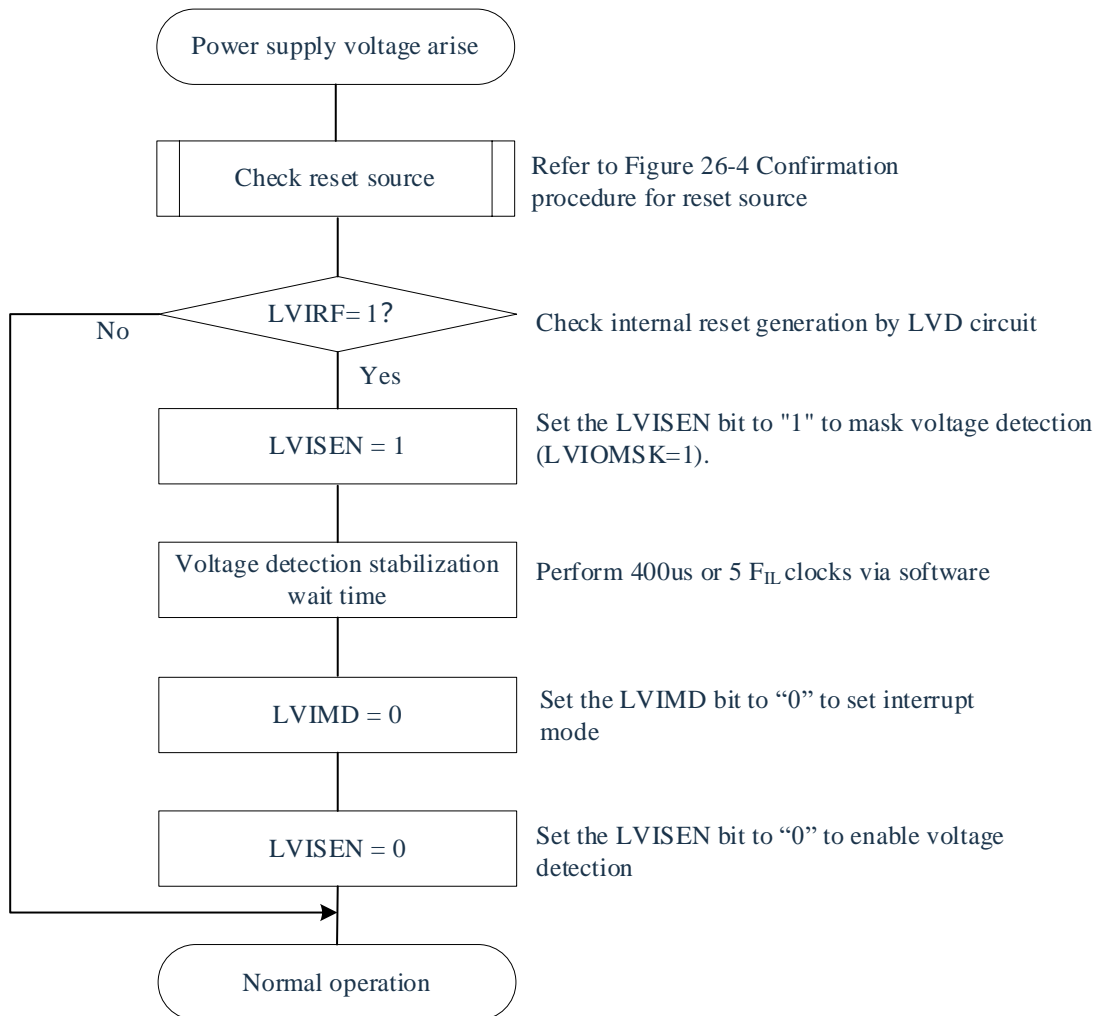 Power supply voltage arise
Check reset source
Refer to Figure 26-4 Confirmation
procedure for reset source
LVIRF= 1?
No
Check internal reset generation by LVD circuit
Yes
LVISEN = 1
Set the LVISEN bit to "1" to mask voltage detection
(LVIOMSK=1).
Voltage detection stabilization
wait time
Perform 400us or 5 FIL clocks via software
LVIMD = 0
Set the LVIMD bit to “0” to set interrupt
mode
LVISEN = 0
Set the LVISEN bit to “0” to enable voltage
detection
Normal operation